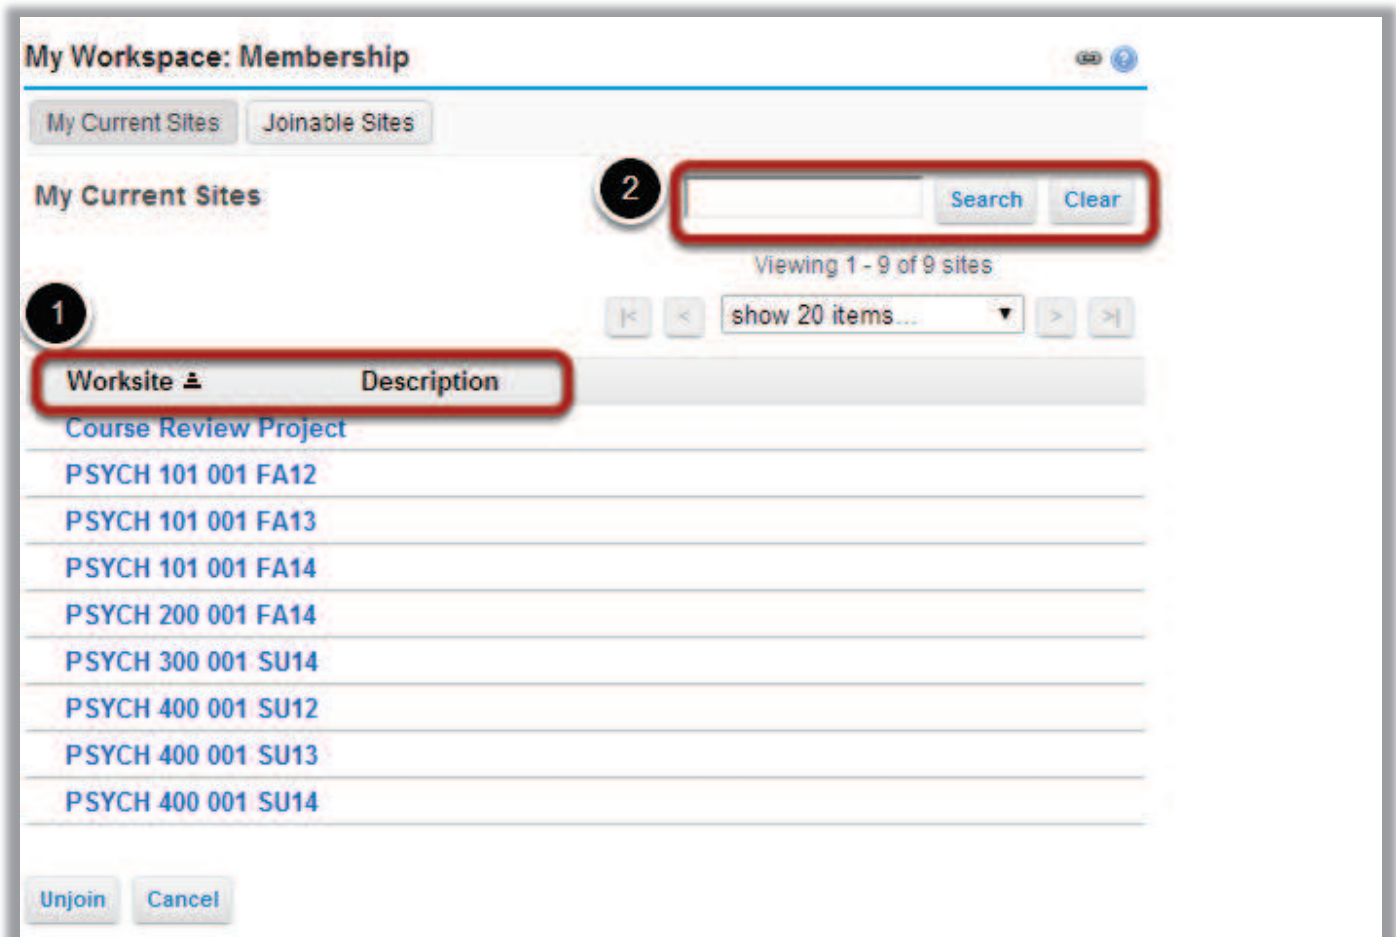 My Workspace: Membership
My Current Sites Joinable Sites
My Current Sites
2
Search Clear
Viewing 1 - 9 of 9 sites
1
|< < show 20 items... > >|
Worksite Description
Course Review Project
PSYCH 101 001 FA12
PSYCH 101 001 FA13
PSYCH 101 001 FA14
PSYCH 200 001 FA14
PSYCH 300 001 SU14
PSYCH 400 001 SU12
PSYCH 400 001 SU13
PSYCH 400 001 SU14
Unjoin Cancel